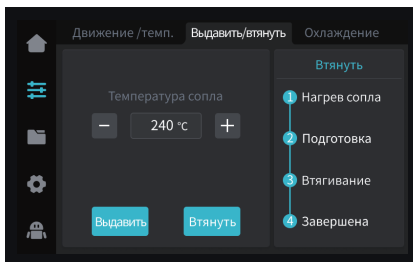 Движение /темп. Выдавить/втянуть Охлаждение
Втянуть
Температура сопла
− 240 °C +
1 Нагрев сопла
2 Подготовка
3 Втягивание
4 Завершена
Выдавить Втянуть